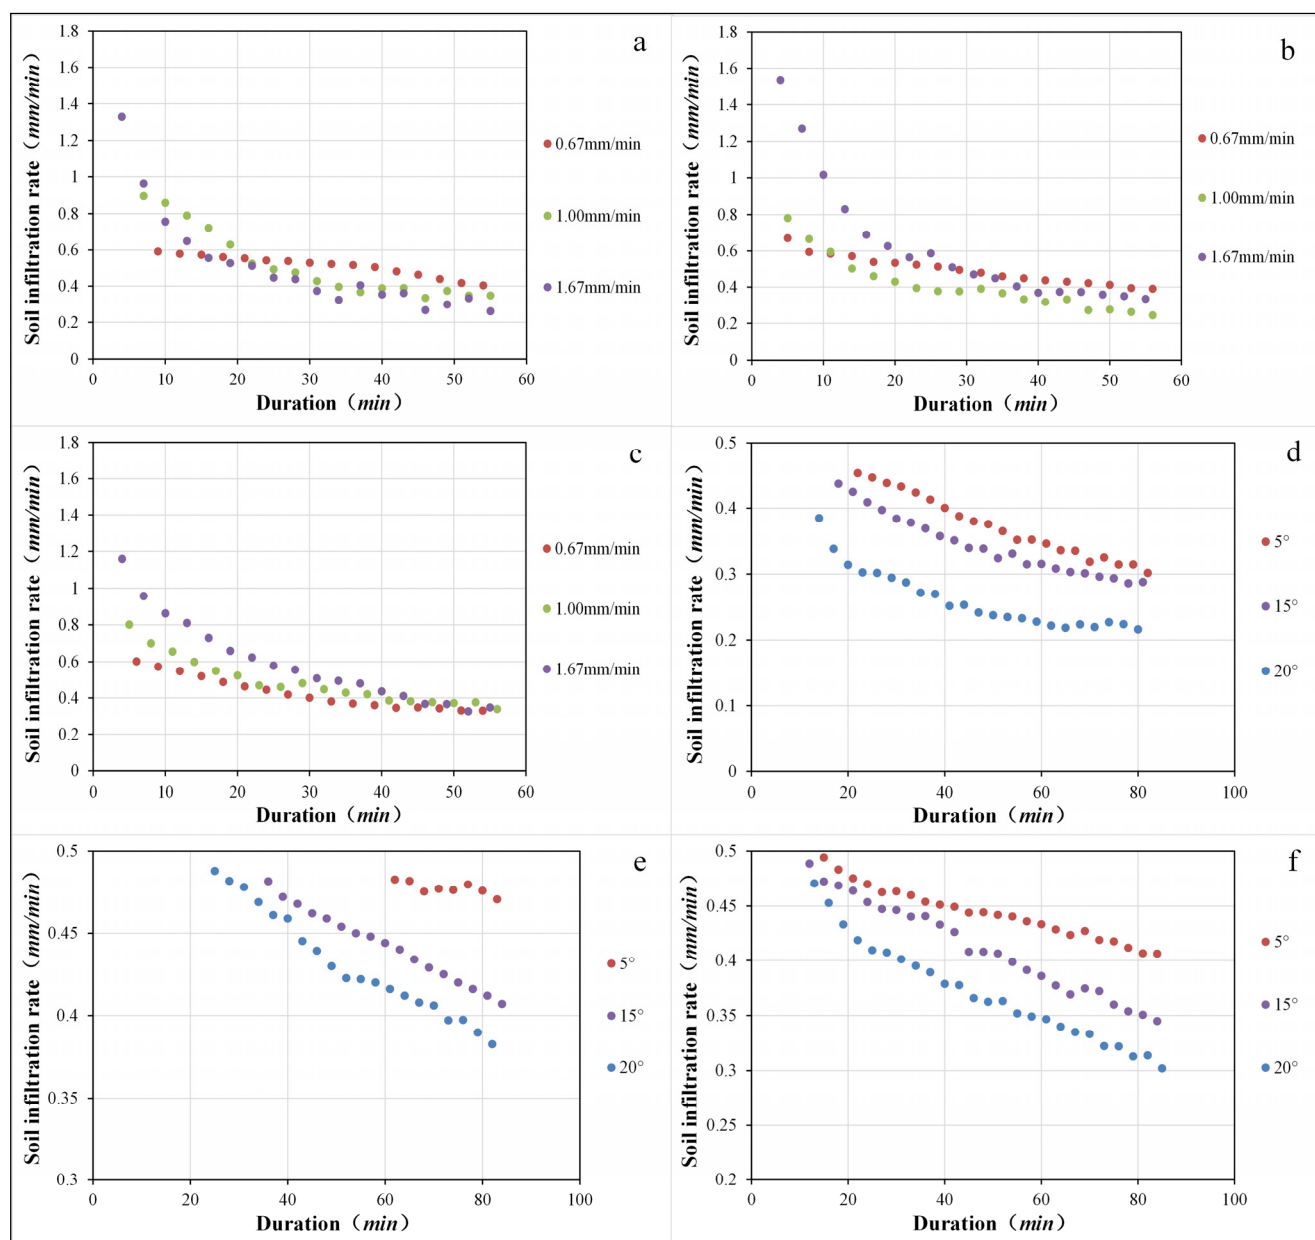 a
Soil infiltration rate（mm/min）
1.8
1.6
1.4
1.2
1
0.8
0.6
0.4
0.2
0
0 10 20 30 40 50 60
Duration（min）
0.67mm/min
1.00mm/min
1.67mm/min
b
Soil infiltration rate（mm/min）
1.8
1.6
1.4
1.2
1
0.8
0.6
0.4
0.2
0
0 10 20 30 40 50 60
Duration（min）
0.67mm/min
1.00mm/min
1.67mm/min
c
Soil infiltration rate（mm/min）
1.8
1.6
1.4
1.2
1
0.8
0.6
0.4
0.2
0
0 10 20 30 40 50 60
Duration（min）
0.67mm/min
1.00mm/min
1.67mm/min
d
Soil infiltration rate（mm/min）
0.5
0.4
0.3
0.2
0.1
0
0 20 40 60 80 100
Duration（min）
5°
15°
20°
e
Soil infiltration rate（mm/min）
0.5
0.45
0.4
0.35
0.3
0 20 40 60 80 100
Duration（min）
5°
15°
20°
f
Soil infiltration rate（mm/min）
0.5
0.45
0.4
0.35
0.3
0.25
0.2
0 20 40 60 80 100
Duration（min）
5°
15°
20°